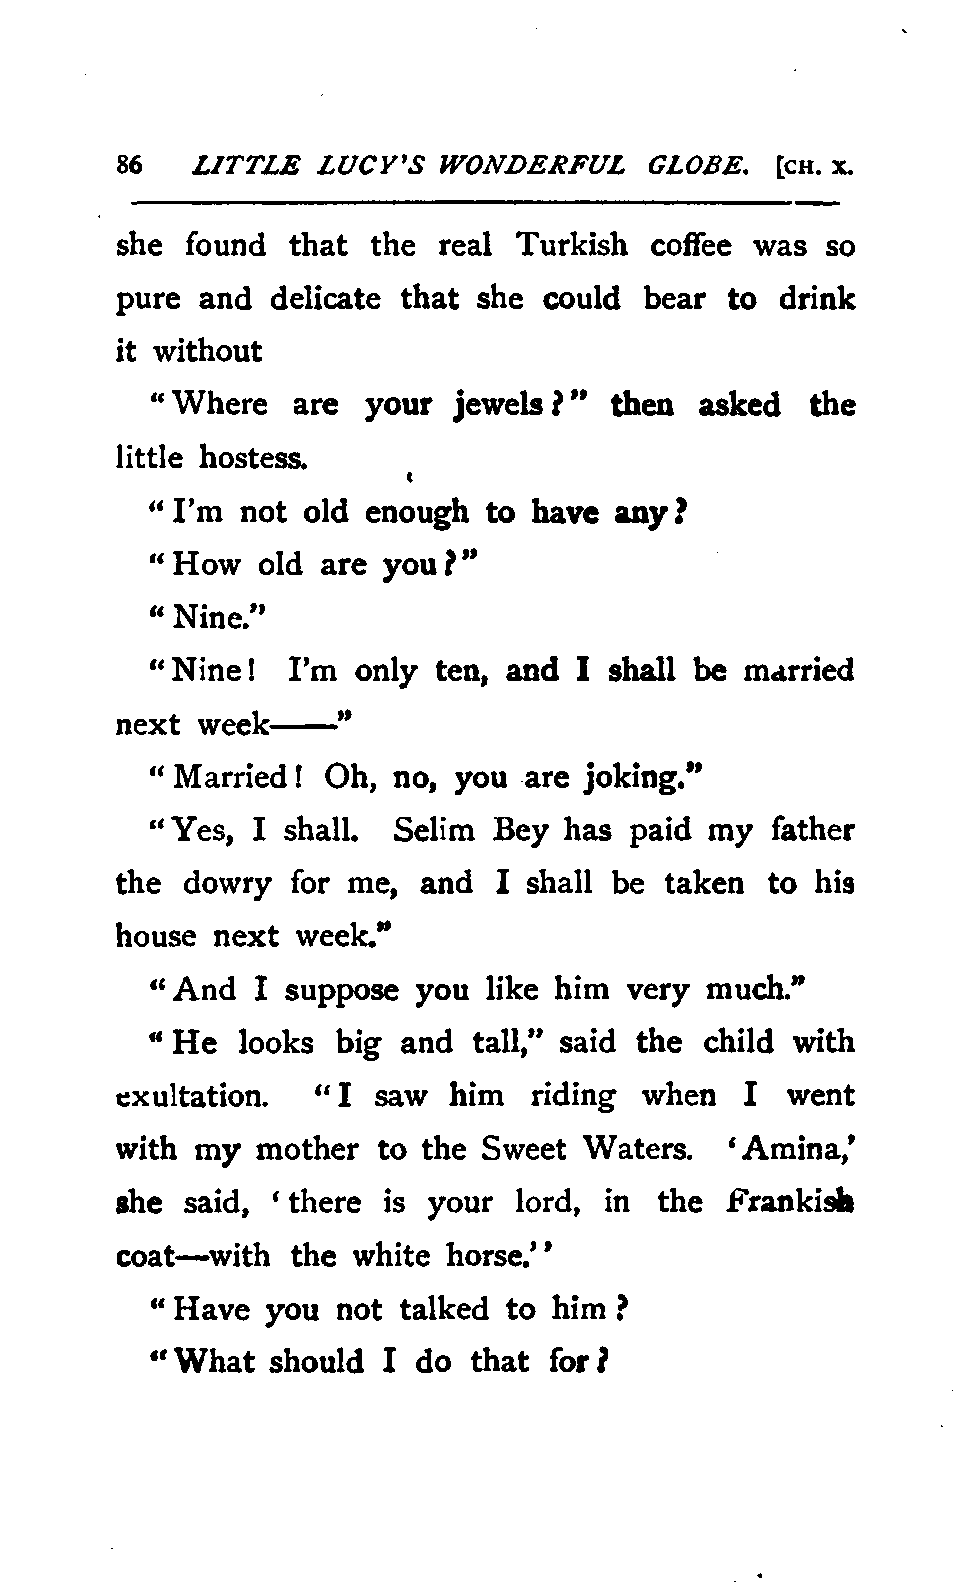 86 LITTLE LUCY'S WONDERFUL GLOBE. [CH. X.
she found that the real Turkish coffee was so
pure and delicate that she could bear to drink
it without
"Where are your jewels?" then asked the
little hostess.
"I'm not old enough to have any?
"How old are you?"
"Nine."
"Nine! I'm only ten, and I shall be married
next week——"
"Married! Oh, no, you are joking."
"Yes, I shall. Selim Bey has paid my father
the dowry for me, and I shall be taken to his
house next week."
"And I suppose you like him very much."
"He looks big and tall," said the child with
exultation. "I saw him riding when I went
with my mother to the Sweet Waters. 'Amina,'
she said, 'there is your lord, in the Frankish
coat—with the white horse.' '
"Have you not talked to him?
"What should I do that for?